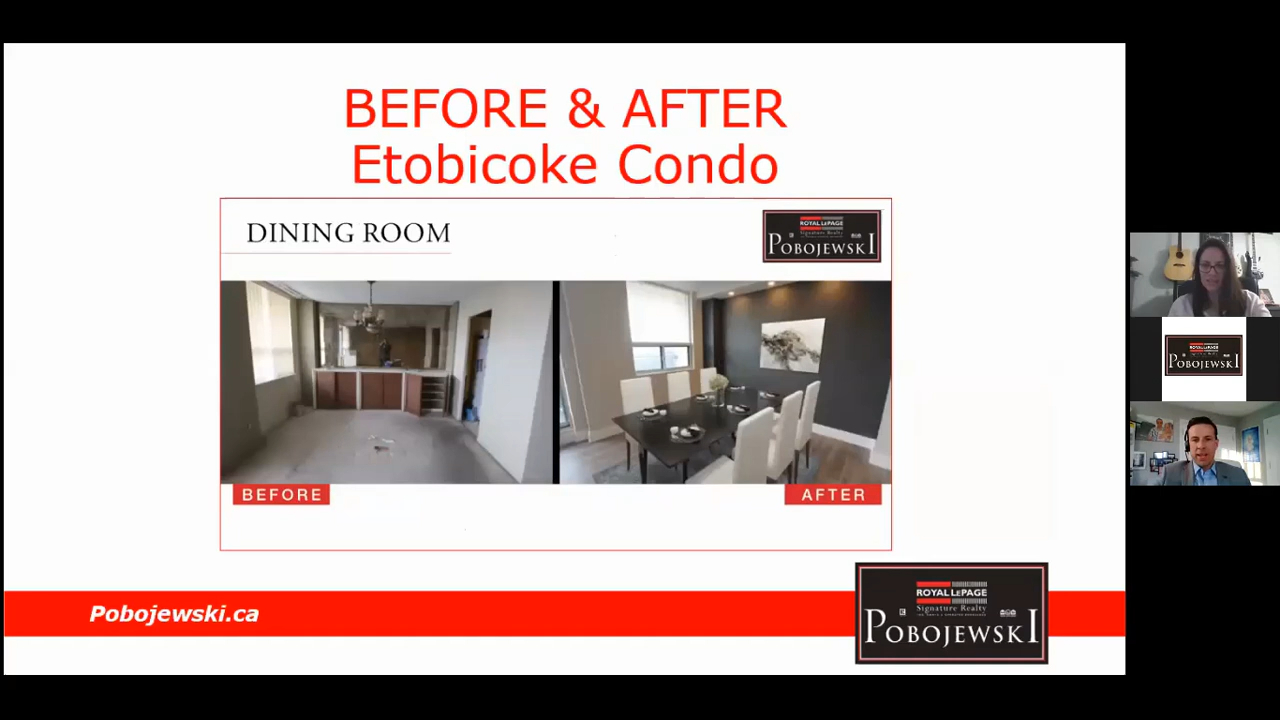 BEFORE & AFTER
Etobicoke Condo
DINING ROOM
ROYAL LEPAGE
Signature Realty
POBOJEWSKI
BEFORE
AFTER
Pobojewski.ca
ROYAL LEPAGE
Signature Realty
POBOJEWSKI
POBOJEWSKI